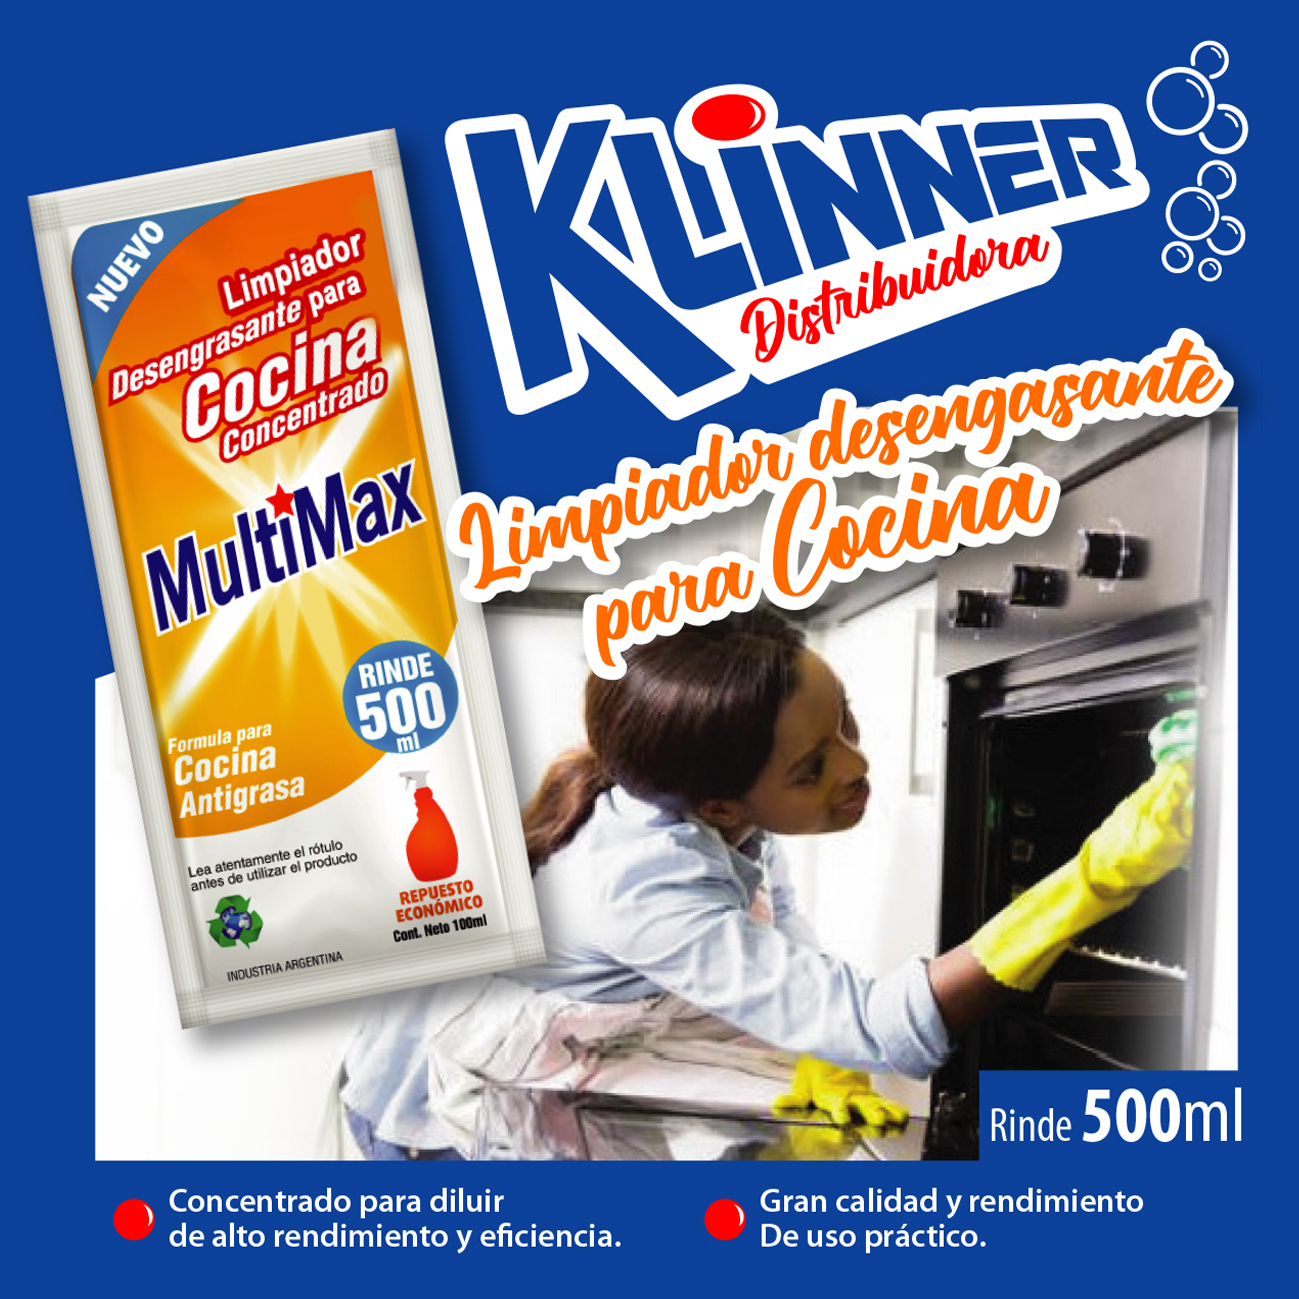 KLINNER
Distribuidora
Limpiador desengasante
para Cocina
NUEVO
Limpiador
Desengrasante para
Cocina
Concentrado
MultiMax
RINDE
500
ml
Formula para
Cocina
Antigrasa
Lea atentamente el rótulo
antes de utilizar el producto
REPUESTO
ECONÓMICO
Cont. Neto 100ml
INDUSTRIA ARGENTINA
Rinde 500ml
Concentrado para diluir
de alto rendimiento y eficiencia.
Gran calidad y rendimiento
De uso práctico.